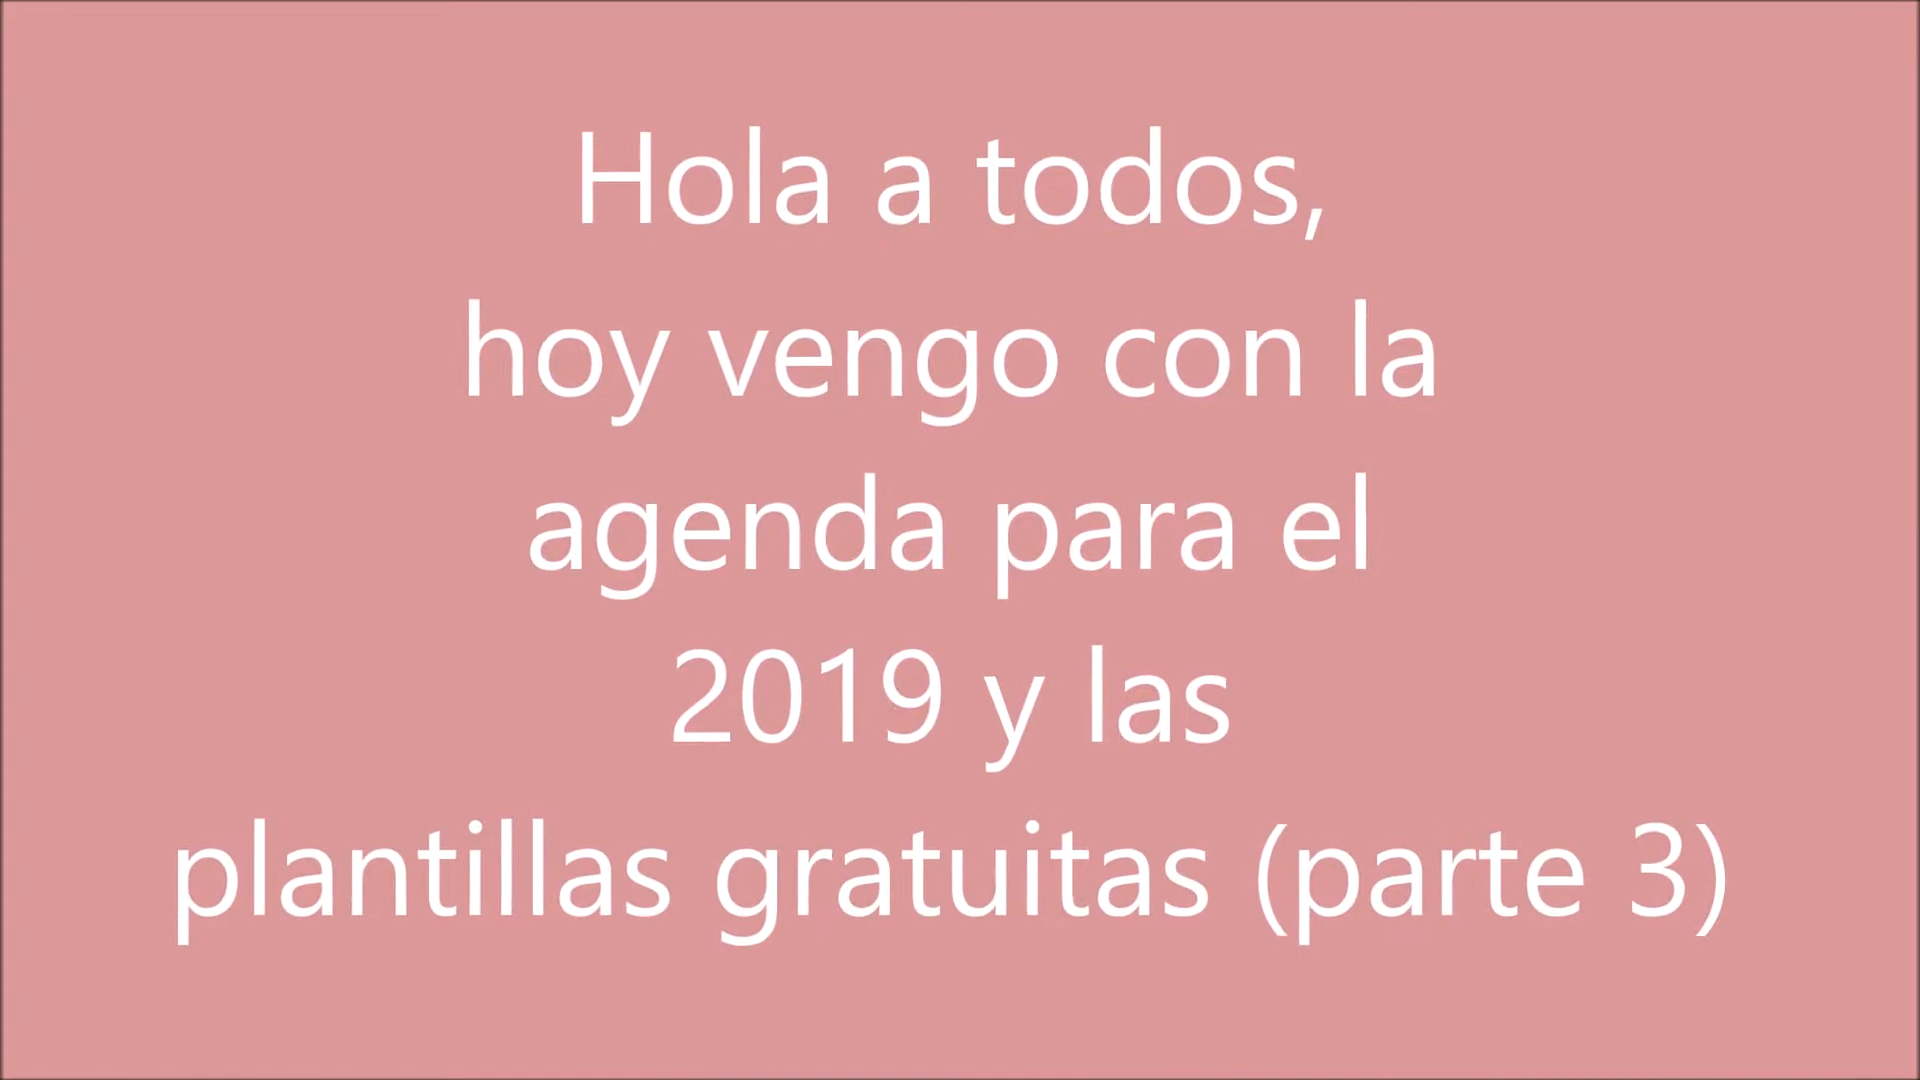 Hola a todos,
hoy vengo con la
agenda para el
2019 y las
plantillas gratuitas (parte 3)